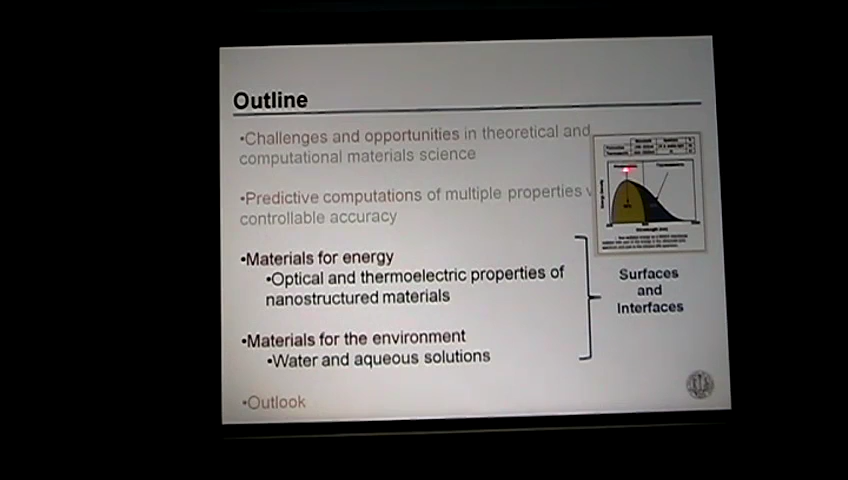 Outline
•Challenges and opportunities in theoretical and
computational materials science
•Predictive computations of multiple properties
controllable accuracy
•Materials for energy
•Optical and thermoelectric properties of
nanostructured materials
•Materials for the environment
•Water and aqueous solutions
•Outlook
Surfaces
and
Interfaces